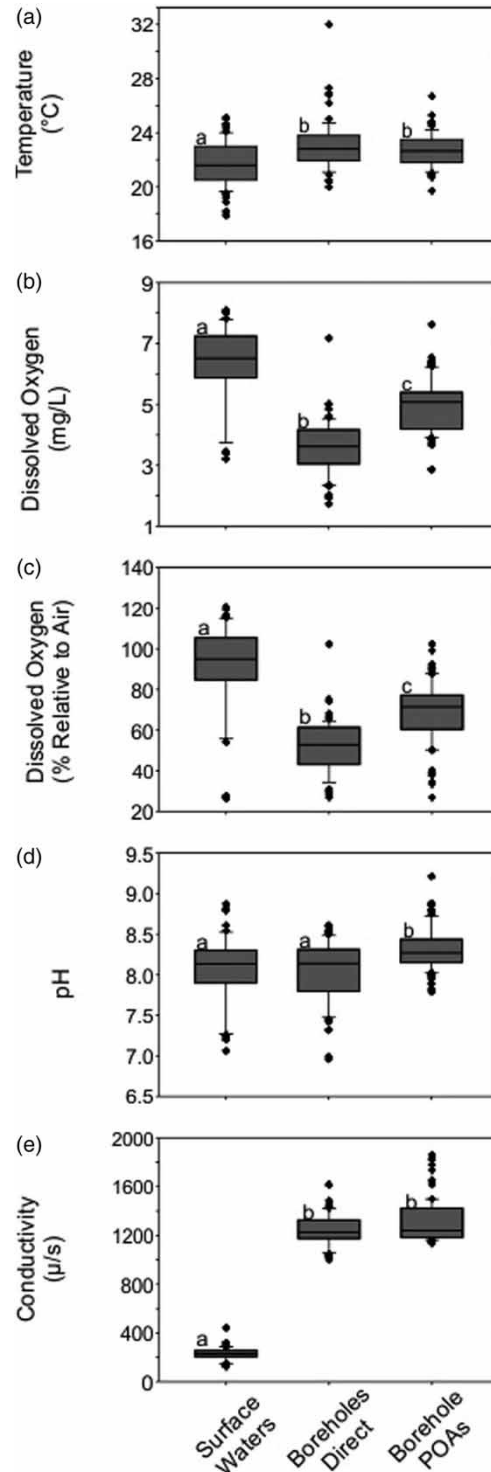 (a)
Temperature
(°C)
32
28
24
20
16
a
b
b
(b)
Dissolved Oxygen
(mg/L)
9
7
5
3
1
a
b
c
(c)
Dissolved Oxygen
(% Relative to Air)
140
120
100
80
60
40
20
a
b
c
(d)
pH
9.5
9.0
8.5
8.0
7.5
7.0
6.5
a
a
b
(e)
Conductivity
(µ/s)
2000
1600
1200
800
400
0
a
b
b
Surface
Waters
Boreholes
Direct
Borehole
POAs